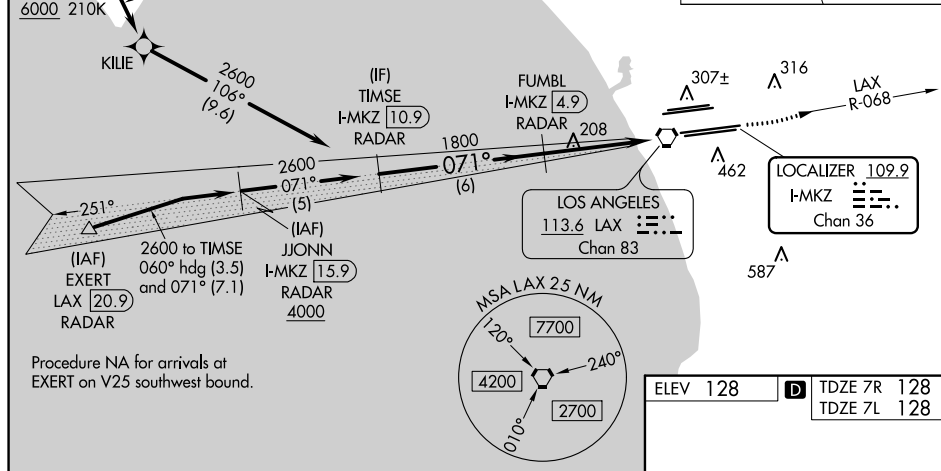 6000 210K
KILIE
2600
106°
(9.6)
(IF)
TIMSE
I-MKZ 10.9
RADAR
FUMBL
I-MKZ 4.9
RADAR
208
307±
316
462
587
LAX
R-068
2600
071°
(5)
1800
071°
(6)
251°
(IAF)
EXERT
LAX 20.9
RADAR
2600 to TIMSE
060° hdg (3.5)
and 071° (7.1)
(IAF)
JJONN
I-MKZ 15.9
RADAR
4000
LOS ANGELES
113.6 LAX
Chan 83
LOCALIZER 109.9
I-MKZ
Chan 36
MSA LAX 25 NM
120°
7700
240°
4200
2700
010°
Procedure NA for arrivals at
EXERT on V25 southwest bound.
ELEV 128
D
TDZE 7R 128
TDZE 7L 128